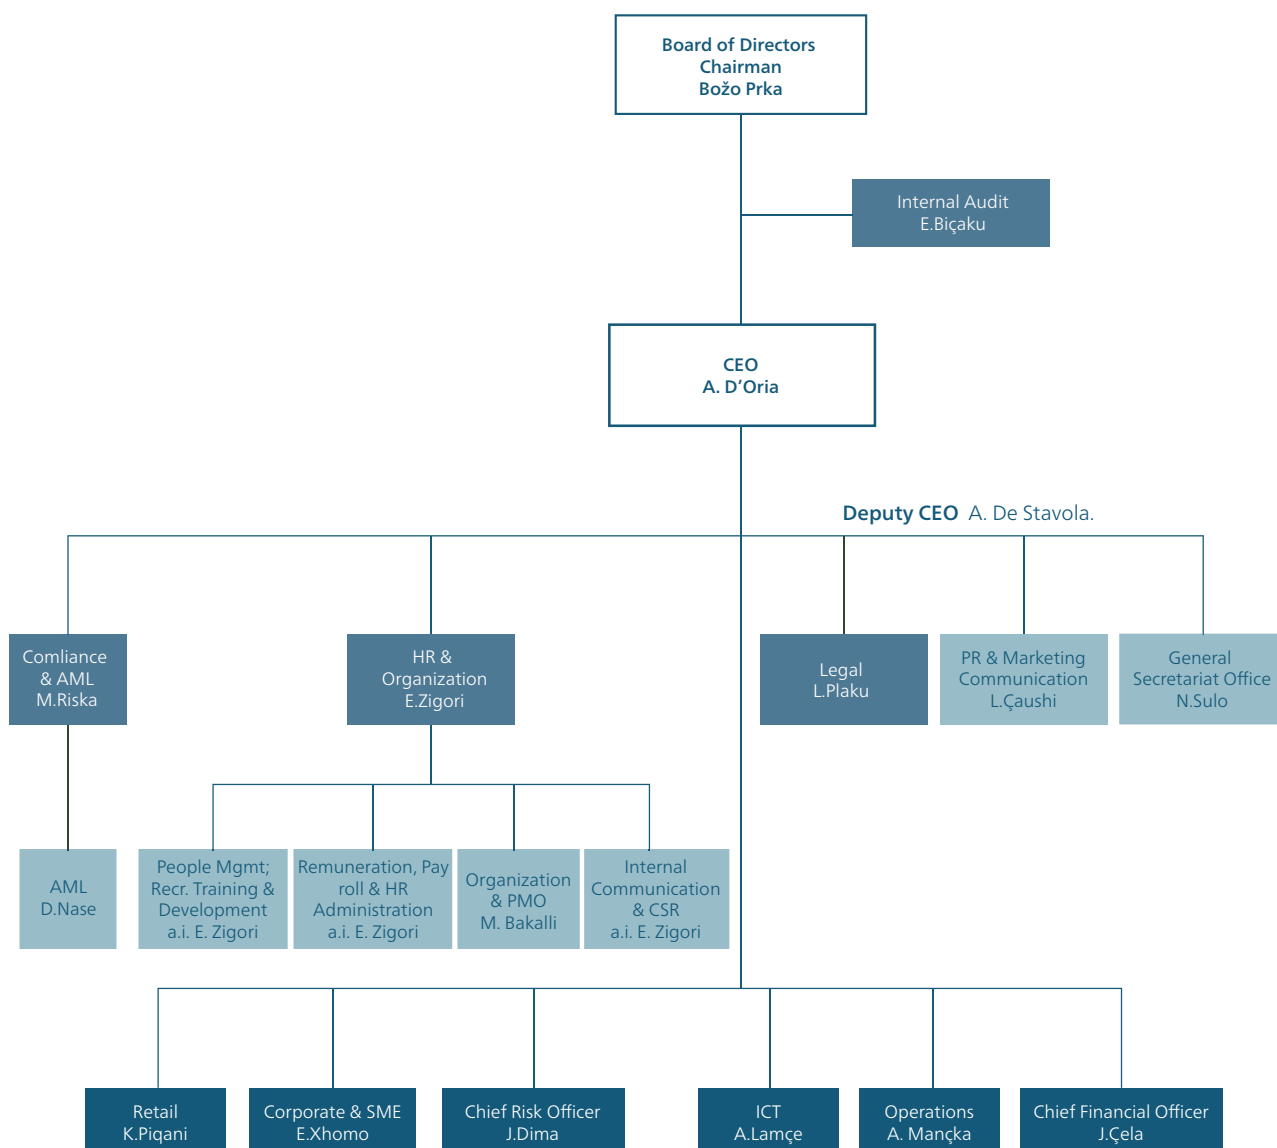 Board of Directors
Chairman
Božo Prka
Internal Audit
E.Biçaku
CEO
A. D’Oria
Deputy CEO A. De Stavola.
Comliance
& AML
M.Riska
HR &
Organization
E.Zigori
Legal
L.Plaku
PR & Marketing
Communication
L.Çaushi
General
Secretariat Office
N.Sulo
AML
D.Nase
People Mgmt;
Recr. Training &
Development
a.i. E. Zigori
Remuneration, Pay
roll & HR
Administration
a.i. E. Zigori
Organization
& PMO
M. Bakalli
Internal
Communication
& CSR
a.i. E. Zigori
Retail
K.Piqani
Corporate & SME
E.Xhomo
Chief Risk Officer
J.Dima
ICT
A.Lamçe
Operations
A. Mançka
Chief Financial Officer
J.Çela